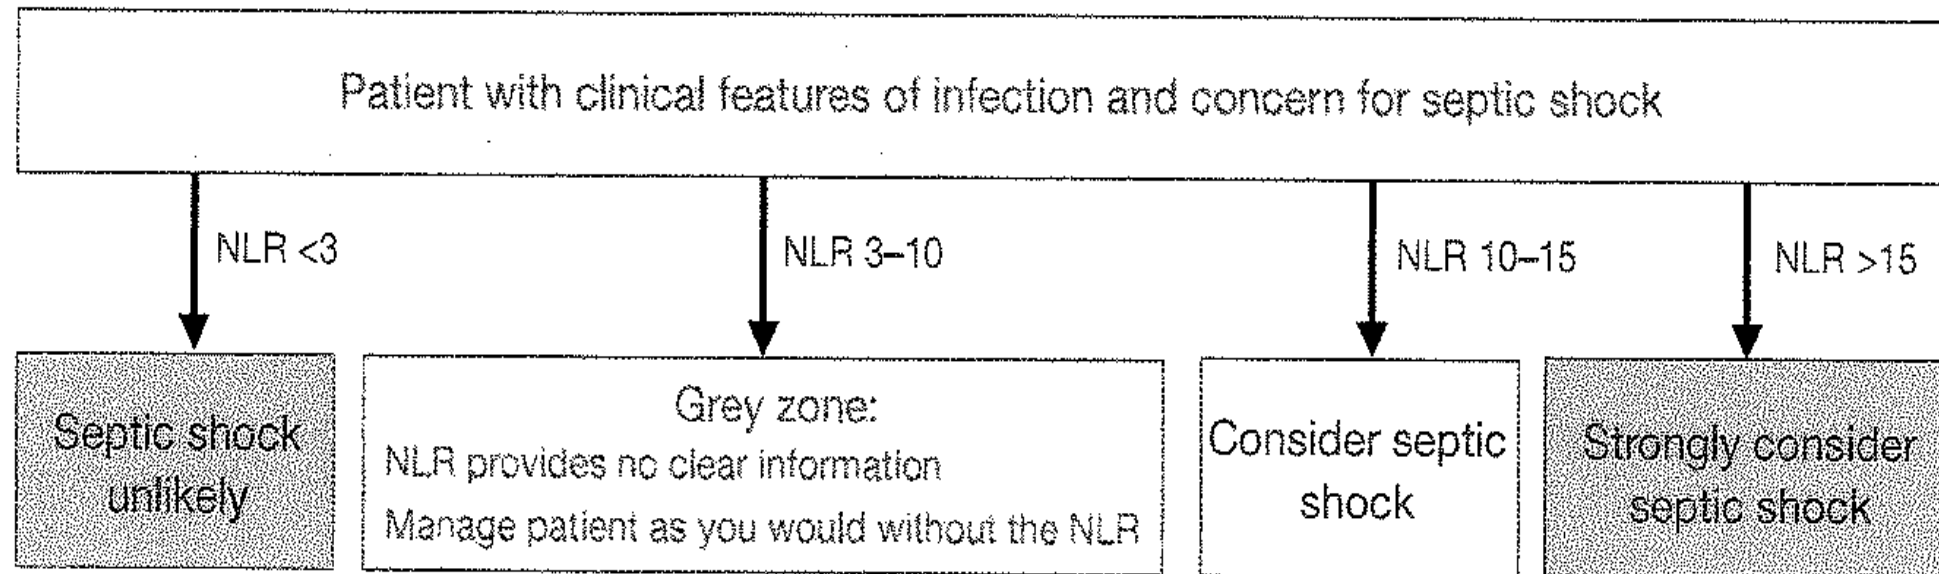 Patient with clinical features of infection and concern for septic shock
NLR <3
NLR 3–10
NLR 10–15
NLR >15
Septic shock
unlikely
Grey zone:
NLR provides no clear information
Manage patient as you would without the NLR
Consider septic
shock
Strongly consider
septic shock